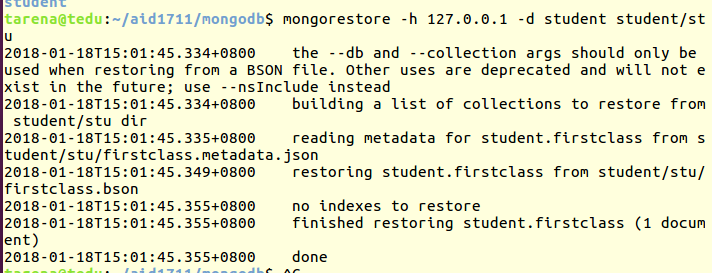 student
tarena@tedu:~/aid1711/mongodb$ mongorestore -h 127.0.0.1 -d student student/st
u
2018-01-18T15:01:45.334+0800    the --db and --collection args should only be
used when restoring from a BSON file. Other uses are deprecated and will not e
xist in the future; use --nsInclude instead
2018-01-18T15:01:45.334+0800    building a list of collections to restore from
 student/stu dir
2018-01-18T15:01:45.335+0800    reading metadata for student.firstclass from s
tudent/stu/firstclass.metadata.json
2018-01-18T15:01:45.349+0800    restoring student.firstclass from student/stu/
firstclass.bson
2018-01-18T15:01:45.355+0800    no indexes to restore
2018-01-18T15:01:45.355+0800    finished restoring student.firstclass (1 docum
ent)
2018-01-18T15:01:45.355+0800    done
tarena@tedu:~/aid1711/mongodb$ ^C